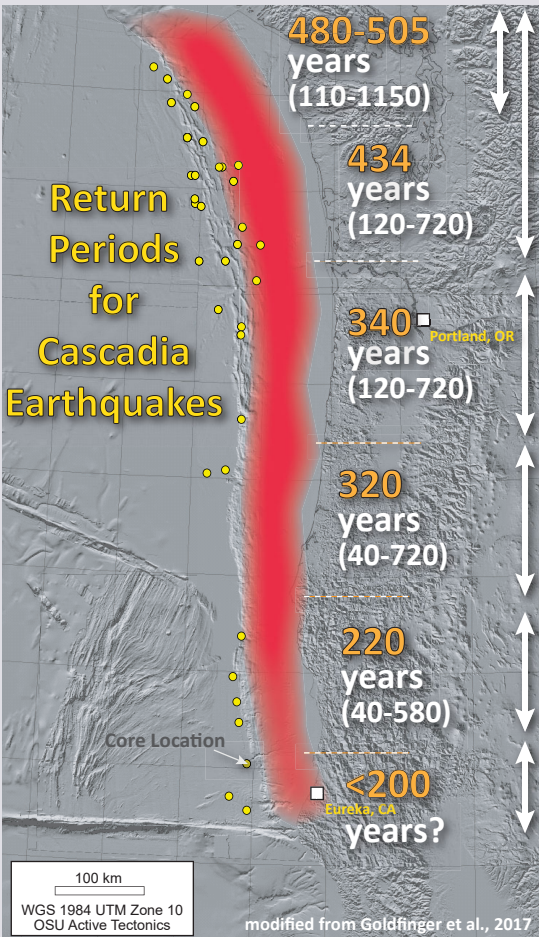 480-505
years
(110-1150)
434
years
(120-720)
Return
Periods
for
Cascadia
Earthquakes
340
years
(120-720)
Portland, OR
320
years
(40-720)
220
years
(40-580)
Core Location
<200
years?
Eureka, CA
100 km
WGS 1984 UTM Zone 10
OSU Active Tectonics
modified from Goldfinger et al., 2017